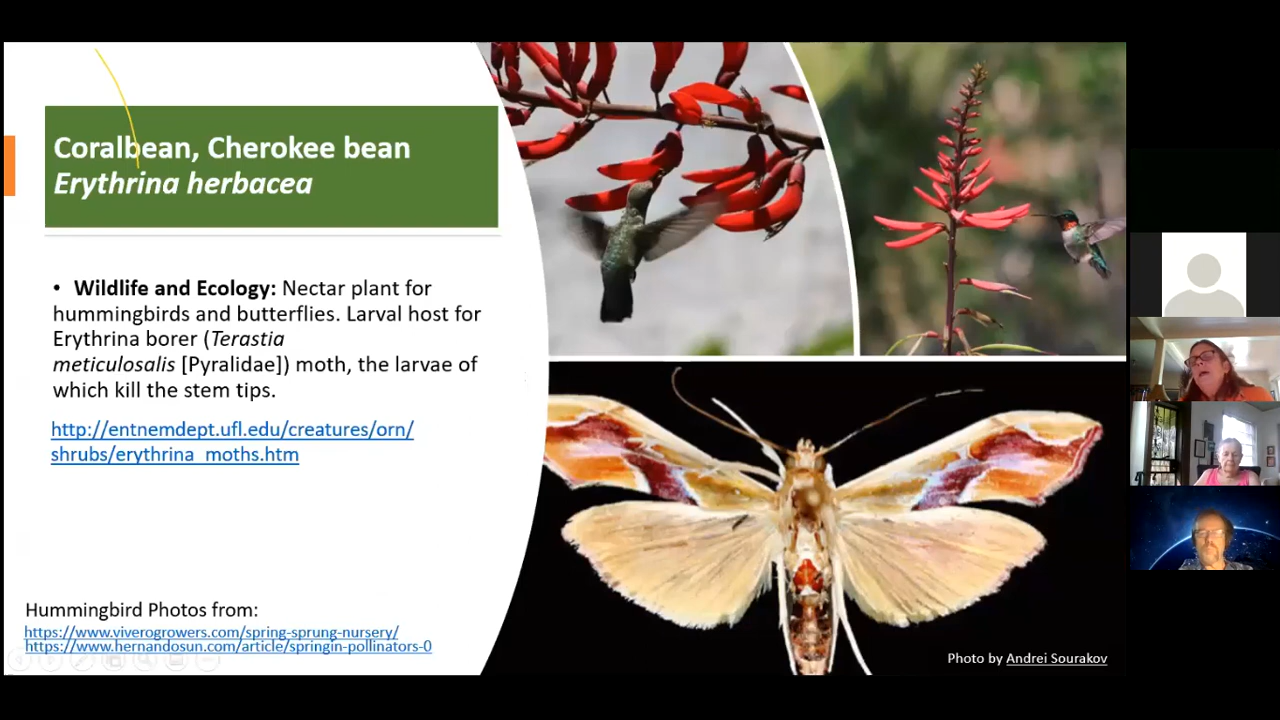 Coralbean, Cherokee bean
Erythrina herbacea
• Wildlife and Ecology: Nectar plant for
hummingbirds and butterflies. Larval host for
Erythrina borer (Terastia
meticulosalis [Pyralidae]) moth, the larvae of
which kill the stem tips.
http://entnemdept.ufl.edu/creatures/orn/
shrubs/erythrina_moths.htm
Hummingbird Photos from:
https://www.viverogrowers.com/spring-sprung-nursery/
https://www.hernandosun.com/article/springin-pollinators-0
Photo by Andrei Sourakov